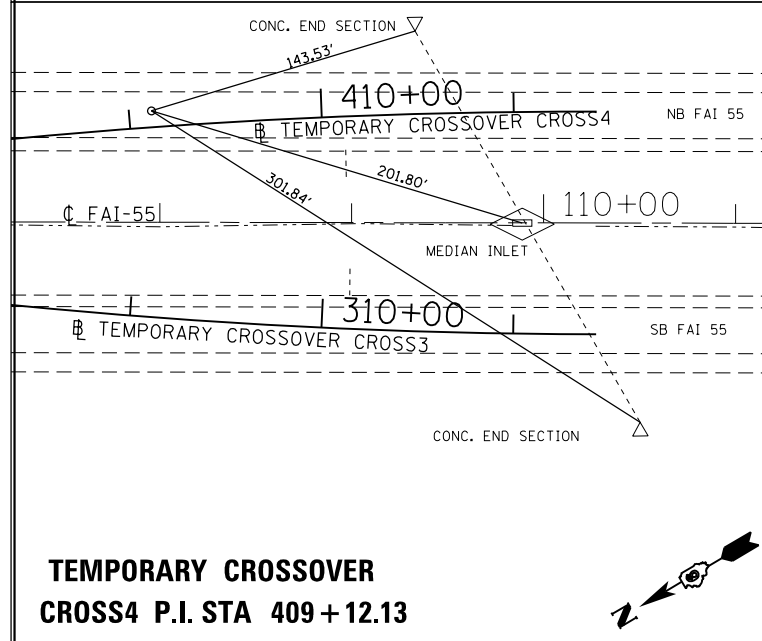 CONC. END SECTION
143.53'
410+00
NB FAI 55
℄ TEMPORARY CROSSOVER CROSS4
201.80'
301.84'
℄ FAI-55
110+00
MEDIAN INLET
310+00
SB FAI 55
℄ TEMPORARY CROSSOVER CROSS3
CONC. END SECTION
TEMPORARY CROSSOVER
CROSS4 P.I. STA 409+12.13
N